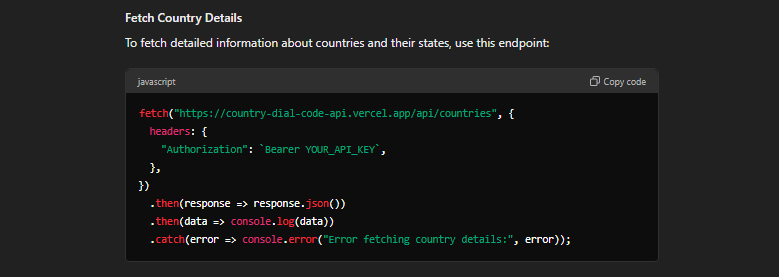 Fetch Country Details
To fetch detailed information about countries and their states, use this endpoint:
javascript
Copy code
fetch("https://country-dial-code-api.vercel.app/api/countries", {
  headers: {
    "Authorization": `Bearer YOUR_API_KEY`,
  },
})
  .then(response => response.json())
  .then(data => console.log(data))
  .catch(error => console.error("Error fetching country details:", error));